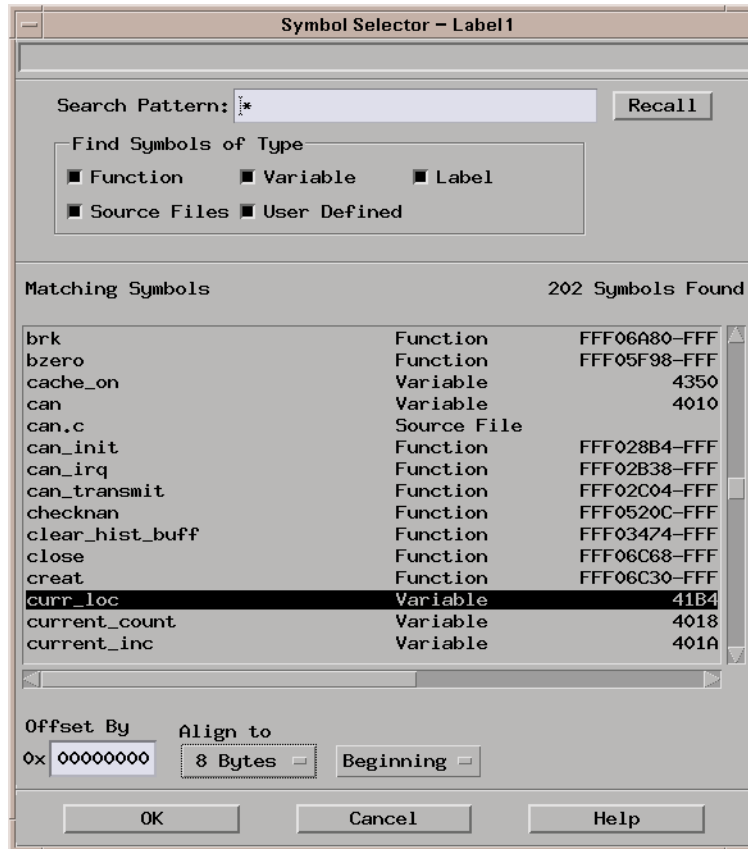 Symbol Selector – Label1
Search Pattern: * Recall
Find Symbols of Type
Function Variable Label
Source Files User Defined
Matching Symbols 202 Symbols Found
brk Function FFF06A80-FFF
bzero Function FFF05F98-FFF
cache_on Variable 4350
can Variable 4010
can.c Source File
can_init Function FFF028B4-FFF
can_irq Function FFF02B38-FFF
can_transmit Function FFF02C04-FFF
checknan Function FFF0520C-FFF
clear_hist_buff Function FFF03474-FFF
close Function FFF06C68-FFF
creat Function FFF06C30-FFF
curr_loc Variable 41B4
current_count Variable 4018
current_inc Variable 401A
Offset By Align to
0x 00000000 8 Bytes Beginning
OK Cancel Help